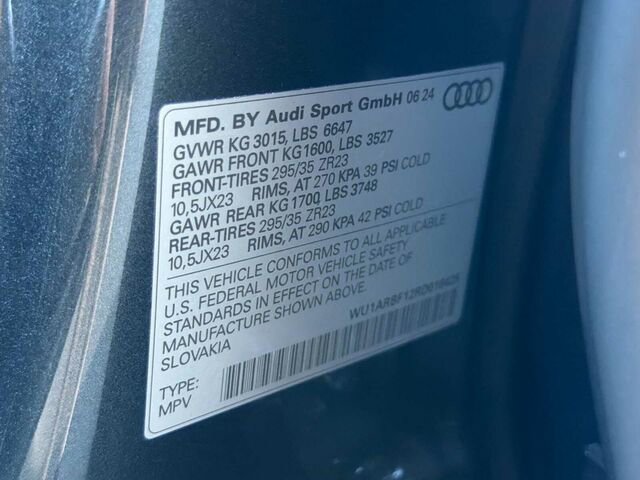 MFD. BY Audi Sport GmbH 06 24
GVWR KG 3015, LBS 6647
GAWR FRONT KG1600, LBS 3527
FRONT-TIRES 295/35 ZR23
10,5JX23 RIMS, AT 270 KPA 39 PSI COLD
GAWR REAR KG 1700, LBS 3748
REAR-TIRES 295/35 ZR23
10,5JX23 RIMS, AT 290 KPA 42 PSI COLD
THIS VEHICLE CONFORMS TO ALL APPLICABLE
U.S. FEDERAL MOTOR VEHICLE SAFETY
STANDARDS IN EFFECT ON THE DATE OF
MANUFACTURE SHOWN ABOVE.
SLOVAKIA
TYPE:
MPV